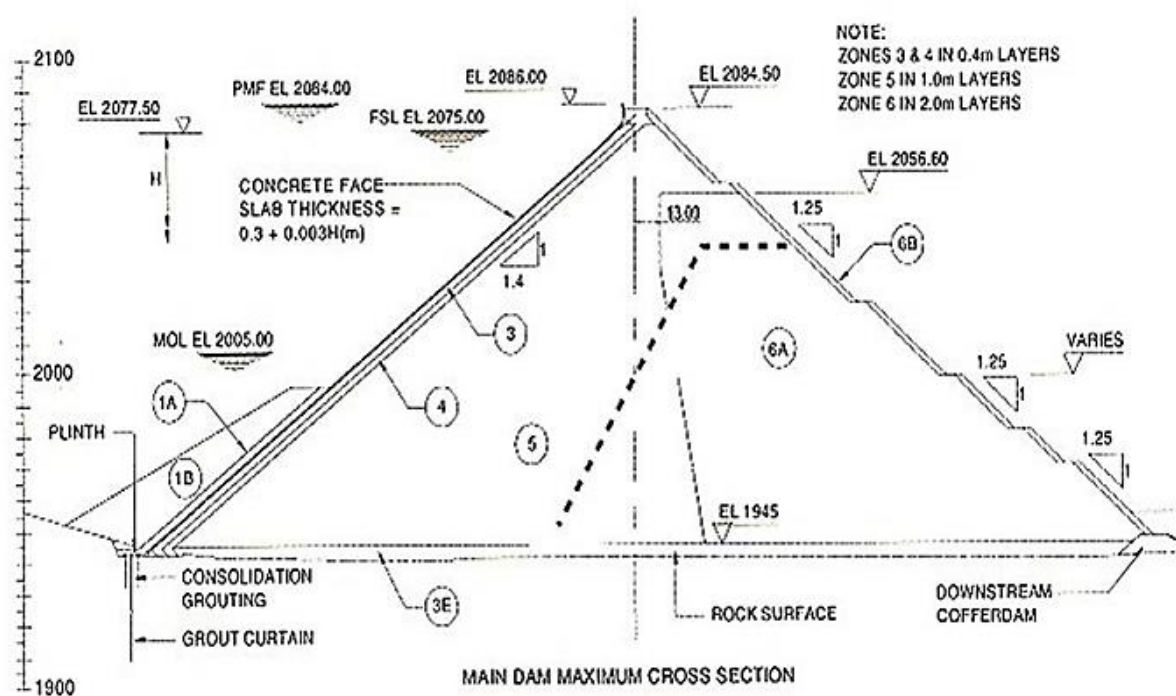 2100
EL 2077.50
PMF EL 2084.00
FSL EL 2075.00
EL 2086.00
EL 2084.50
NOTE:
ZONES 3 & 4 IN 0.4m LAYERS
ZONE 5 IN 1.0m LAYERS
ZONE 6 IN 2.0m LAYERS
H
CONCRETE FACE
SLAB THICKNESS =
0.3 + 0.003H(m)
EL 2056.60
13.00
1.25
1
6B
1
1.4
3
MOL EL 2005.00
6A
VARIES
2000
1.25
1
1A
4
PLINTH
5
1.25
1
1B
EL 1945
CONSOLIDATION
GROUTING
3E
ROCK SURFACE
DOWNSTREAM
COFFERDAM
GROUT CURTAIN
MAIN DAM MAXIMUM CROSS SECTION
1900